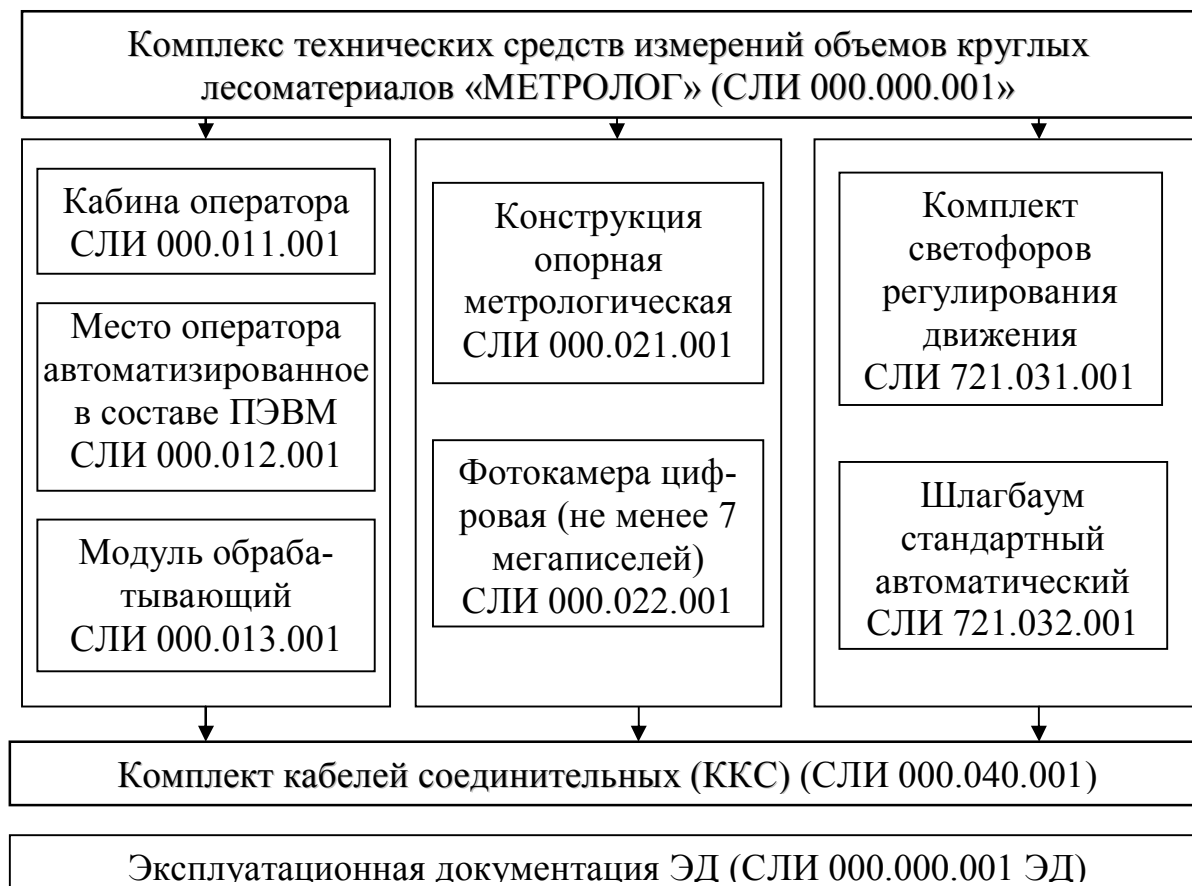 Комплекс технических средств измерений объемов круглых
лесоматериалов «МЕТРОЛОГ» (СЛИ 000.000.001»
Кабина оператора
СЛИ 000.011.001
Место оператора
автоматизированное
в составе ПЭВМ
СЛИ 000.012.001
Модуль обраба-
тывающий
СЛИ 000.013.001
Конструкция
опорная
метрологическая
СЛИ 000.021.001
Фотокамера циф-
ровая (не менее 7
мегаписелей)
СЛИ 000.022.001
Комплект
светофоров
регулирования
движения
СЛИ 721.031.001
Шлагбаум
стандартный
автоматический
СЛИ 721.032.001
Комплект кабелей соединительных (ККС) (СЛИ 000.040.001)
Эксплуатационная документация ЭД (СЛИ 000.000.001 ЭД)